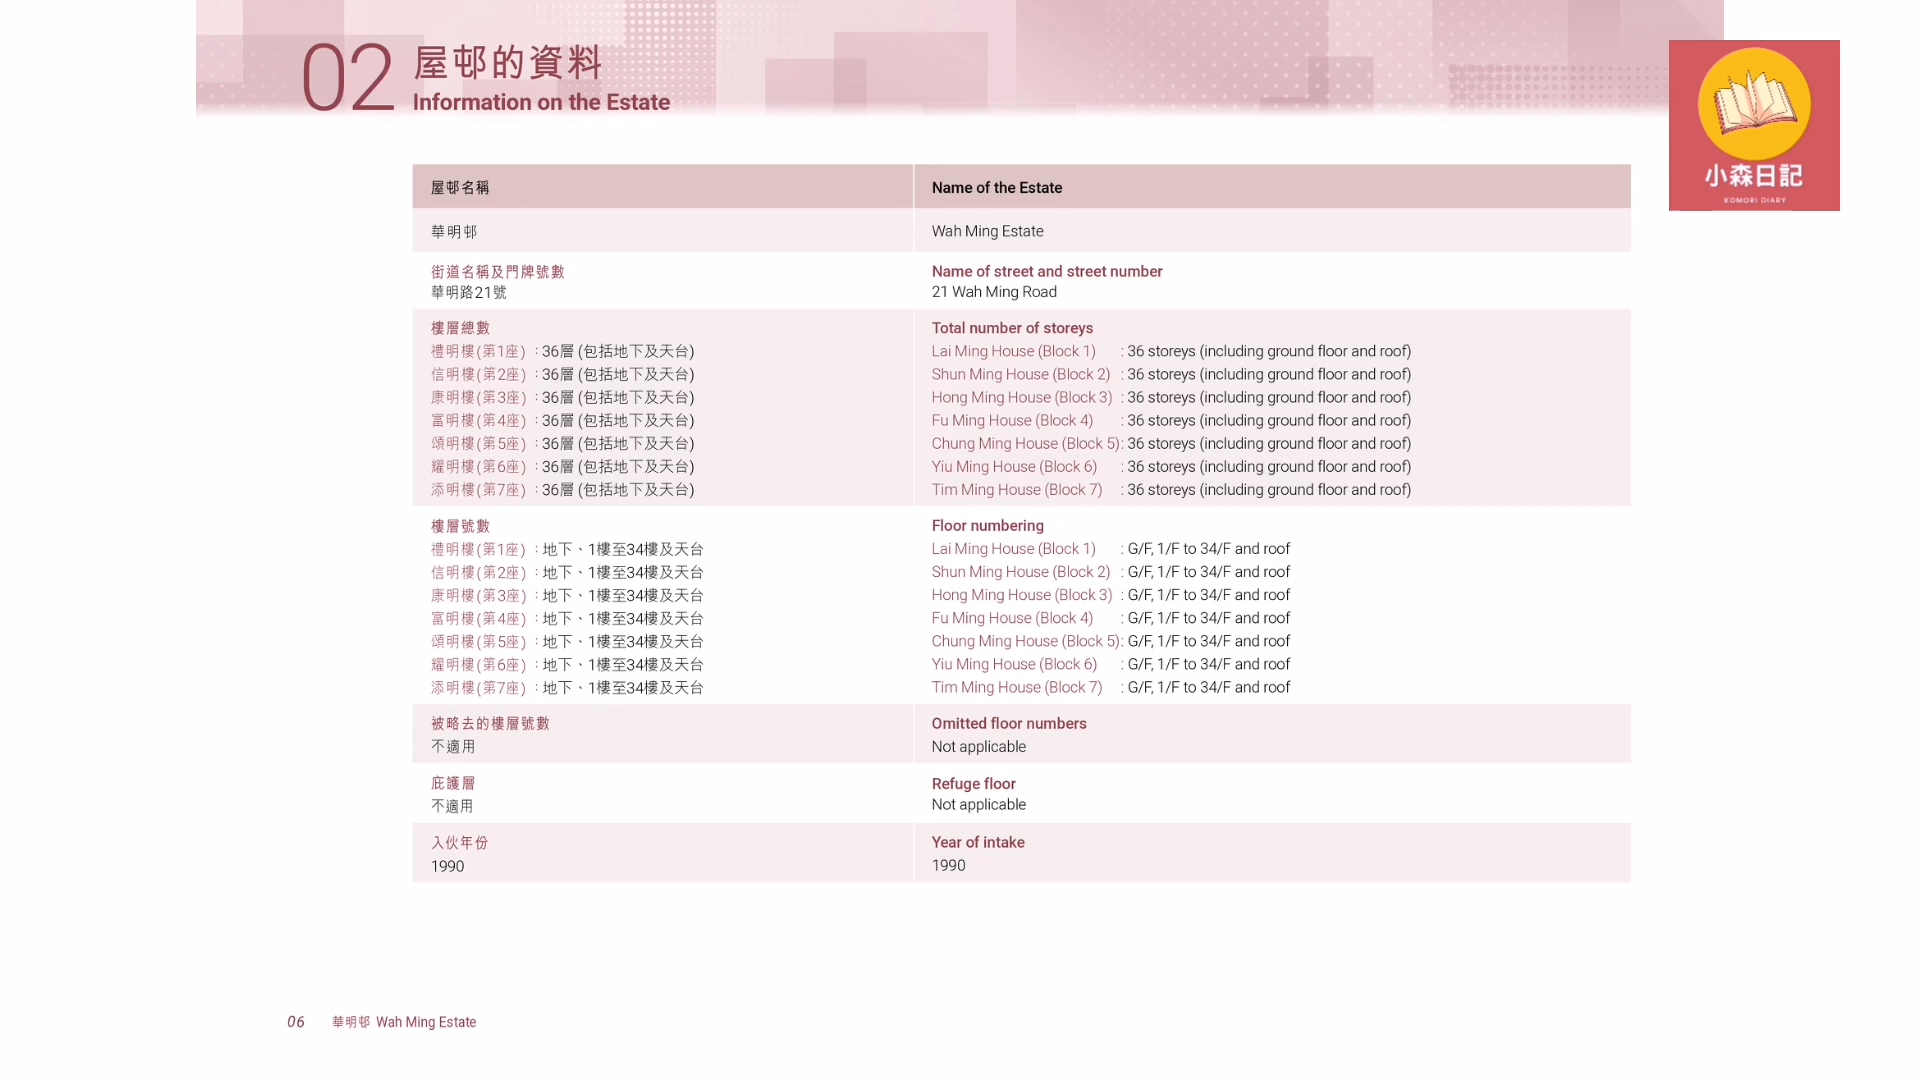 02 屋邨的資料
Information on the Estate
小森日記
KOMORI DIARY
屋邨名稱 Name of the Estate
華明邨 Wah Ming Estate
街道名稱及門牌號數 Name of street and street number
華明路21號 21 Wah Ming Road
樓層總數 Total number of storeys
禮明樓(第1座) :36層 (包括地下及天台) Lai Ming House (Block 1) : 36 storeys (including ground floor and roof)
信明樓(第2座) :36層 (包括地下及天台) Shun Ming House (Block 2) : 36 storeys (including ground floor and roof)
康明樓(第3座) :36層 (包括地下及天台) Hong Ming House (Block 3) : 36 storeys (including ground floor and roof)
富明樓(第4座) :36層 (包括地下及天台) Fu Ming House (Block 4) : 36 storeys (including ground floor and roof)
頌明樓(第5座) :36層 (包括地下及天台) Chung Ming House (Block 5): 36 storeys (including ground floor and roof)
耀明樓(第6座) :36層 (包括地下及天台) Yiu Ming House (Block 6) : 36 storeys (including ground floor and roof)
添明樓(第7座) :36層 (包括地下及天台) Tim Ming House (Block 7) : 36 storeys (including ground floor and roof)
樓層號數 Floor numbering
禮明樓(第1座) :地下、1樓至34樓及天台 Lai Ming House (Block 1) : G/F, 1/F to 34/F and roof
信明樓(第2座) :地下、1樓至34樓及天台 Shun Ming House (Block 2) : G/F, 1/F to 34/F and roof
康明樓(第3座) :地下、1樓至34樓及天台 Hong Ming House (Block 3) : G/F, 1/F to 34/F and roof
富明樓(第4座) :地下、1樓至34樓及天台 Fu Ming House (Block 4) : G/F, 1/F to 34/F and roof
頌明樓(第5座) :地下、1樓至34樓及天台 Chung Ming House (Block 5): G/F, 1/F to 34/F and roof
耀明樓(第6座) :地下、1樓至34樓及天台 Yiu Ming House (Block 6) : G/F, 1/F to 34/F and roof
添明樓(第7座) :地下、1樓至34樓及天台 Tim Ming House (Block 7) : G/F, 1/F to 34/F and roof
被略去的樓層號數 Omitted floor numbers
不適用 Not applicable
庇護層 Refuge floor
不適用 Not applicable
入伙年份 Year of intake
1990 1990
06 華明邨 Wah Ming Estate